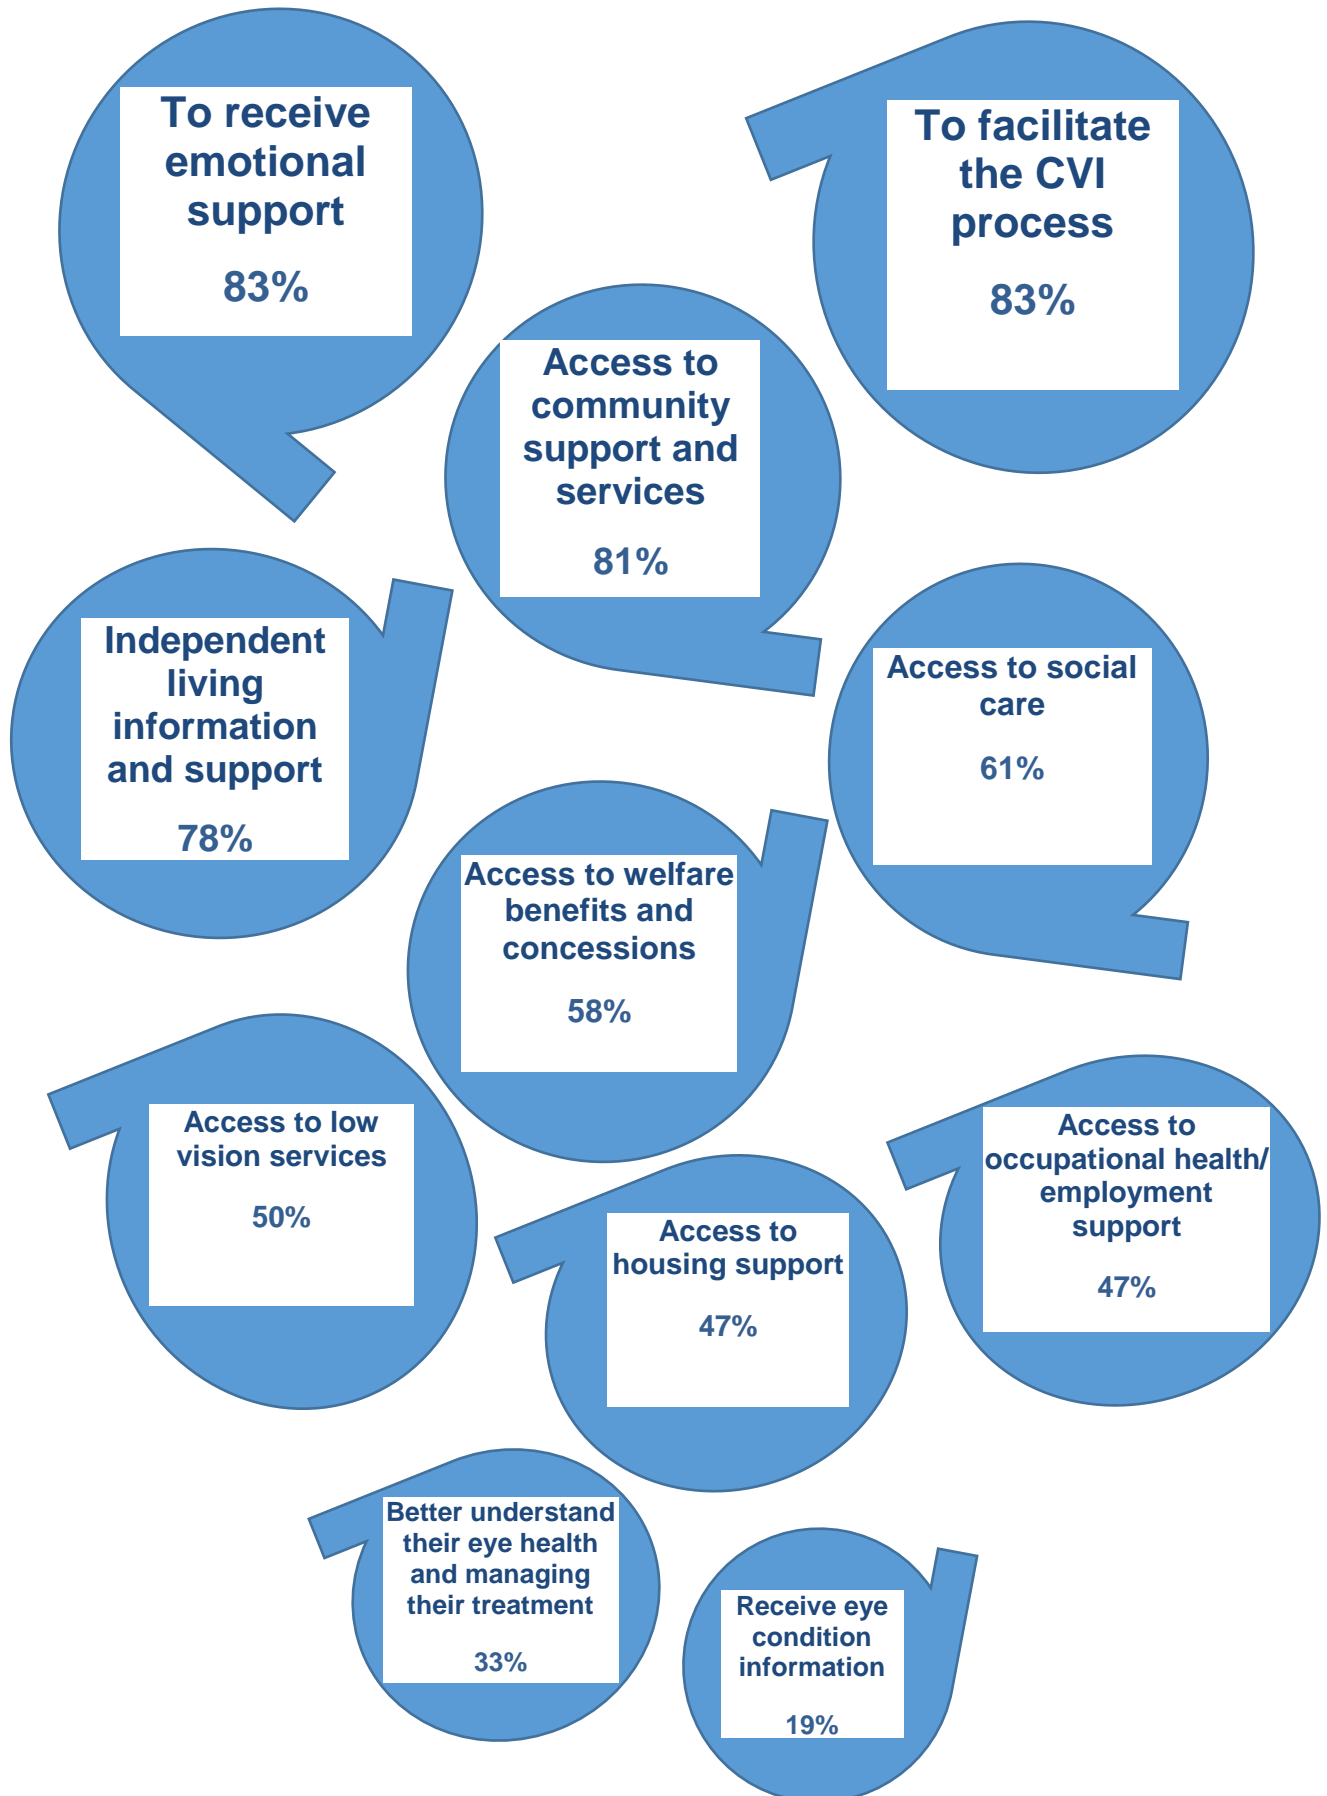 To receive
emotional
support
83%
To facilitate
the CVI
process
83%
Access to
community
support and
services
81%
Independent
living
information
and support
78%
Access to social
care
61%
Access to welfare
benefits and
concessions
58%
Access to low
vision services
50%
Access to
housing support
47%
Access to
occupational health/
employment
support
47%
Better understand
their eye health
and managing
their treatment
33%
Receive eye
condition
information
19%